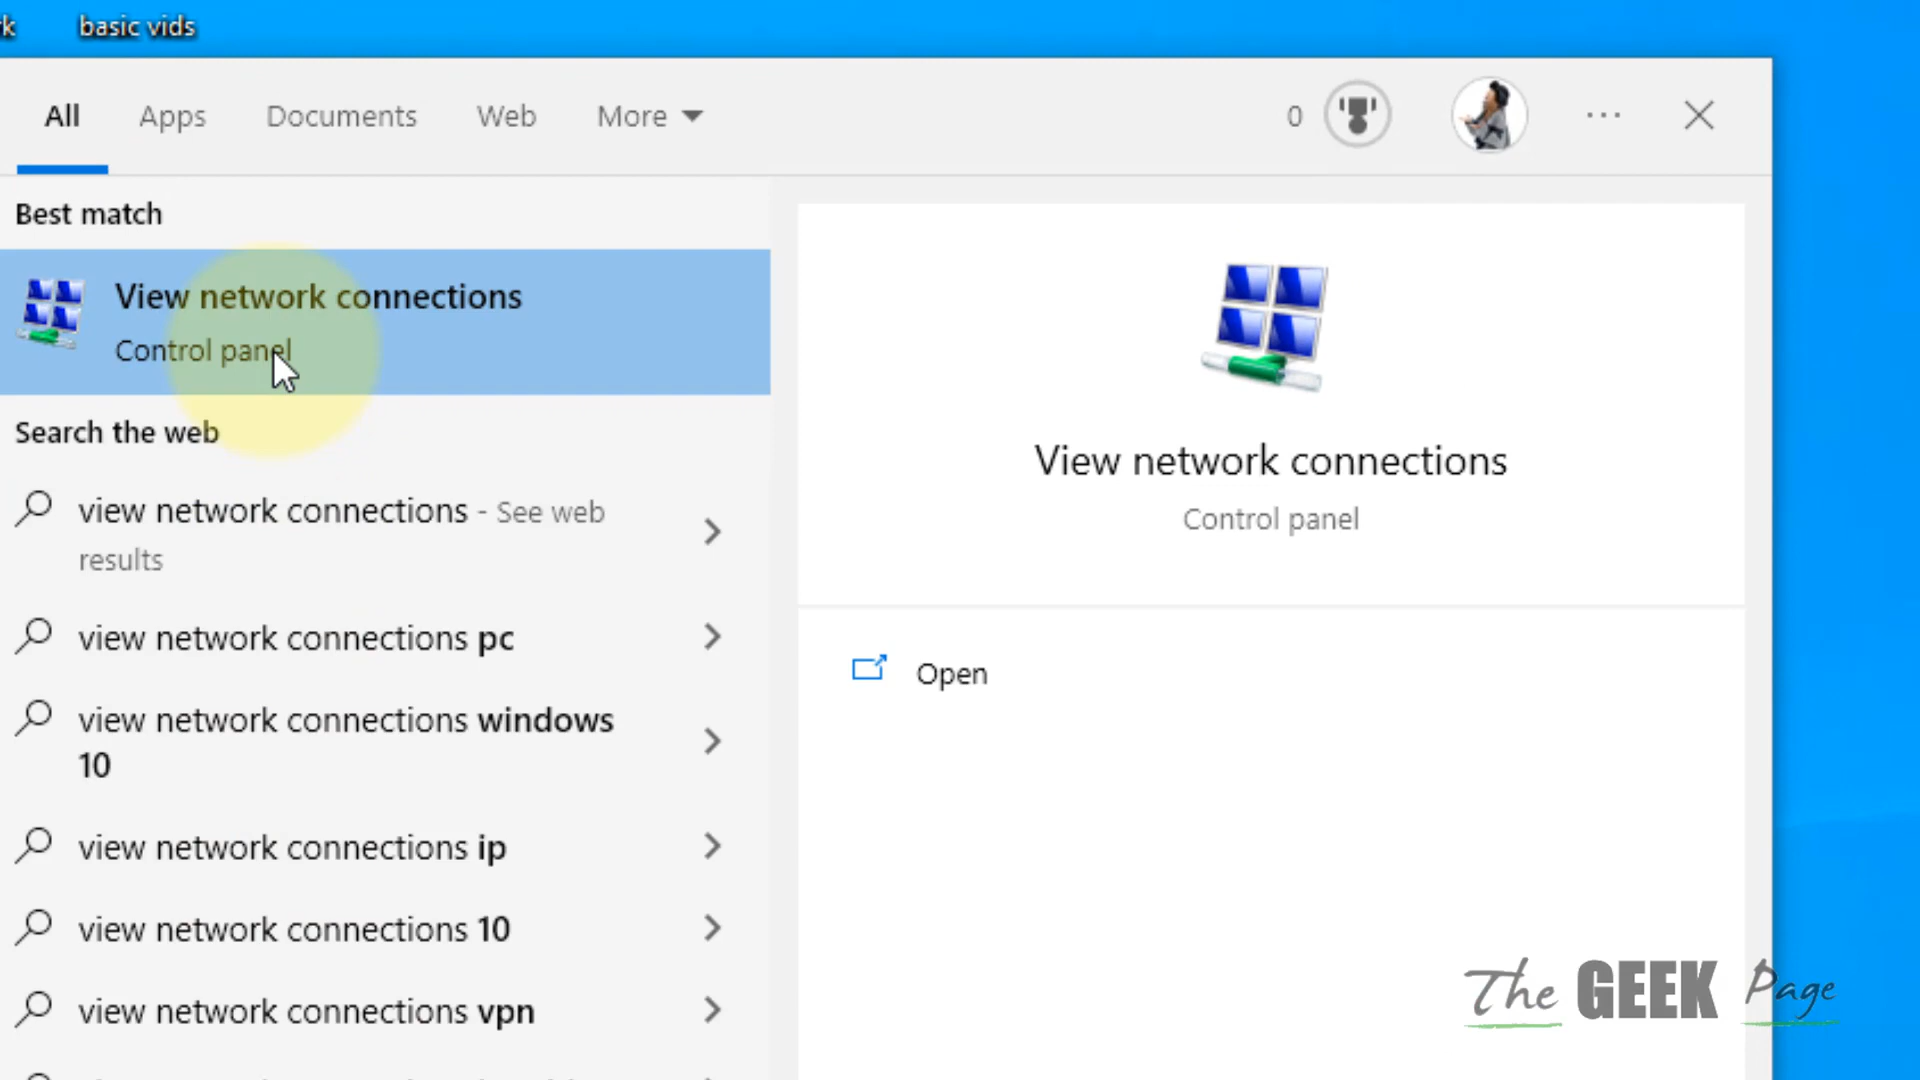 basic vids
All Apps Documents Web More
0
Best match
View network connections
Control panel
Search the web
view network connections - See web
results
view network connections pc
view network connections windows
10
view network connections ip
view network connections 10
view network connections vpn
View network connections
Control panel
Open
The GEEK Page